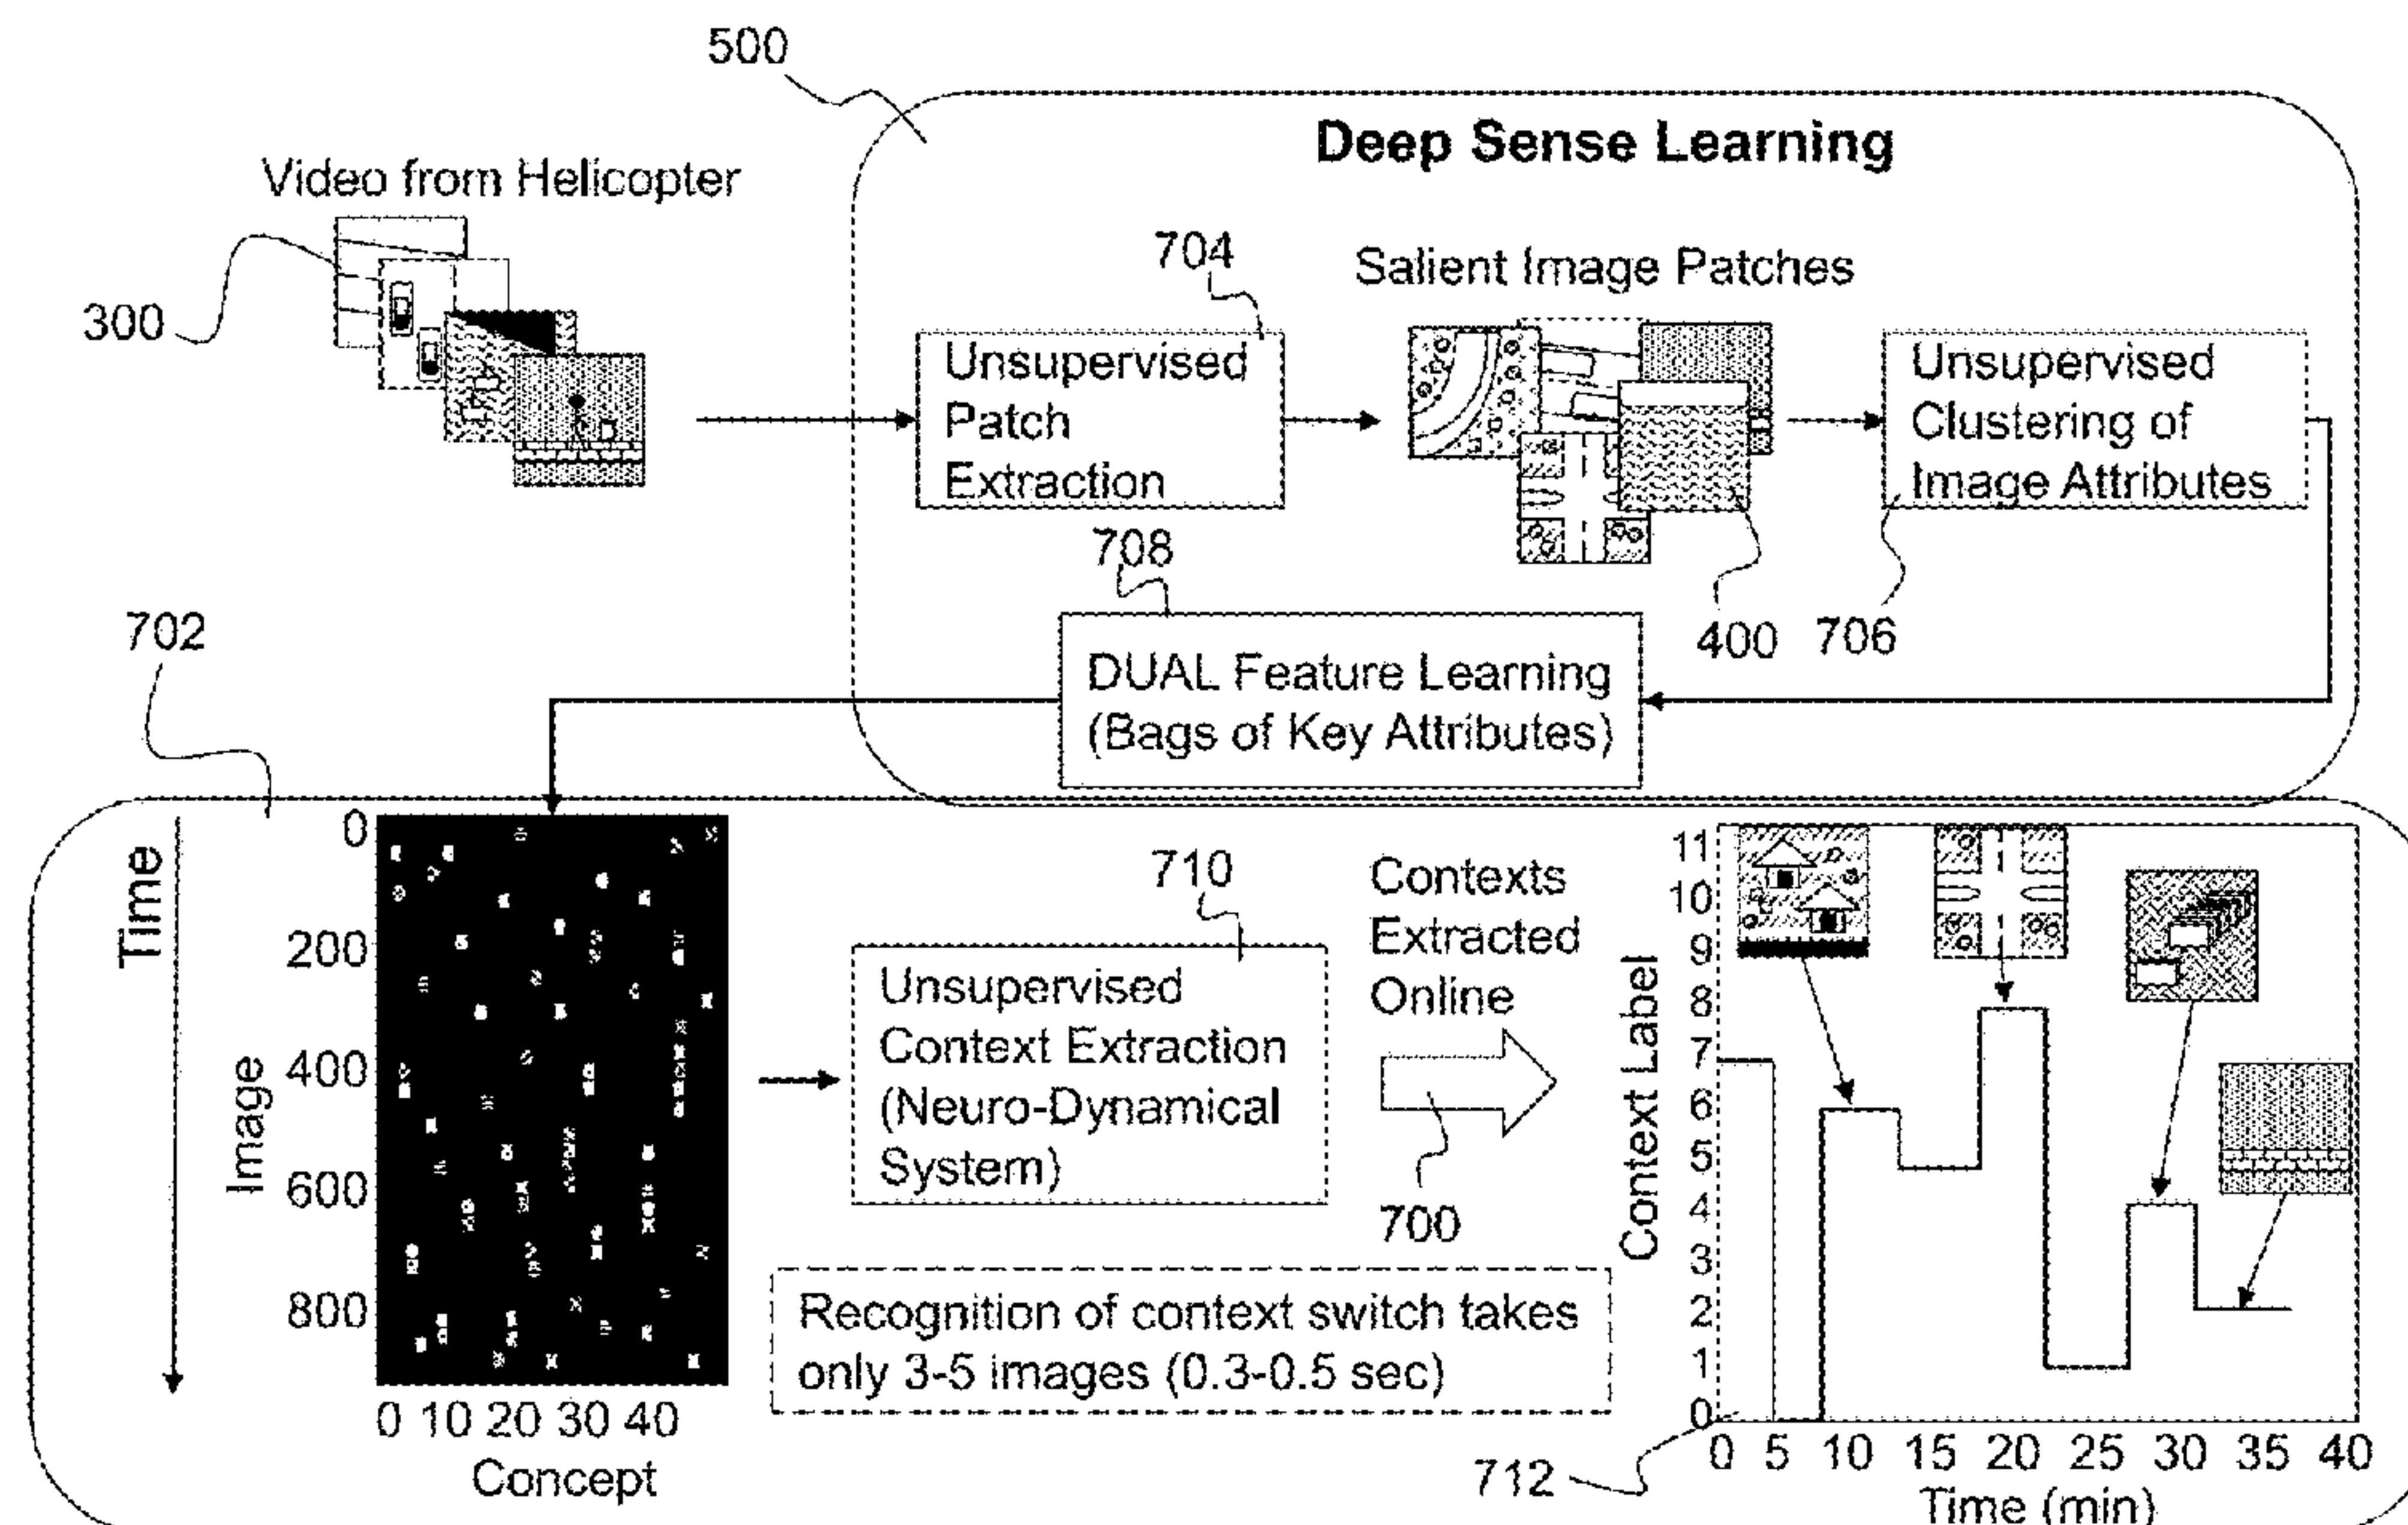 500
Deep Sense Learning
Video from Helicopter
300
704
Salient Image Patches
Unsupervised
Patch
Extraction
Unsupervised
Clustering of
Image Attributes
400
706
708
DUAL Feature Learning
(Bags of Key Attributes)
702
Time
Image
0
200
400
600
800
0 10 20 30 40
Concept
710
Unsupervised
Context Extraction
(Neuro-Dynamical
System)
Contexts
Extracted
Online
700
Recognition of context switch takes
only 3-5 images (0.3-0.5 sec)
Context Label
11
10
9
8
7
6
5
4
3
2
1
0
0 5 10 15 20 25 30 35 40
Time (min)
712